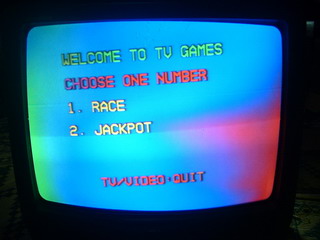 WELCOME TO TV GAMES
CHOOSE ONE NUMBER
1. RACE
2. JACKPOT
TV/VIDEO-QUIT